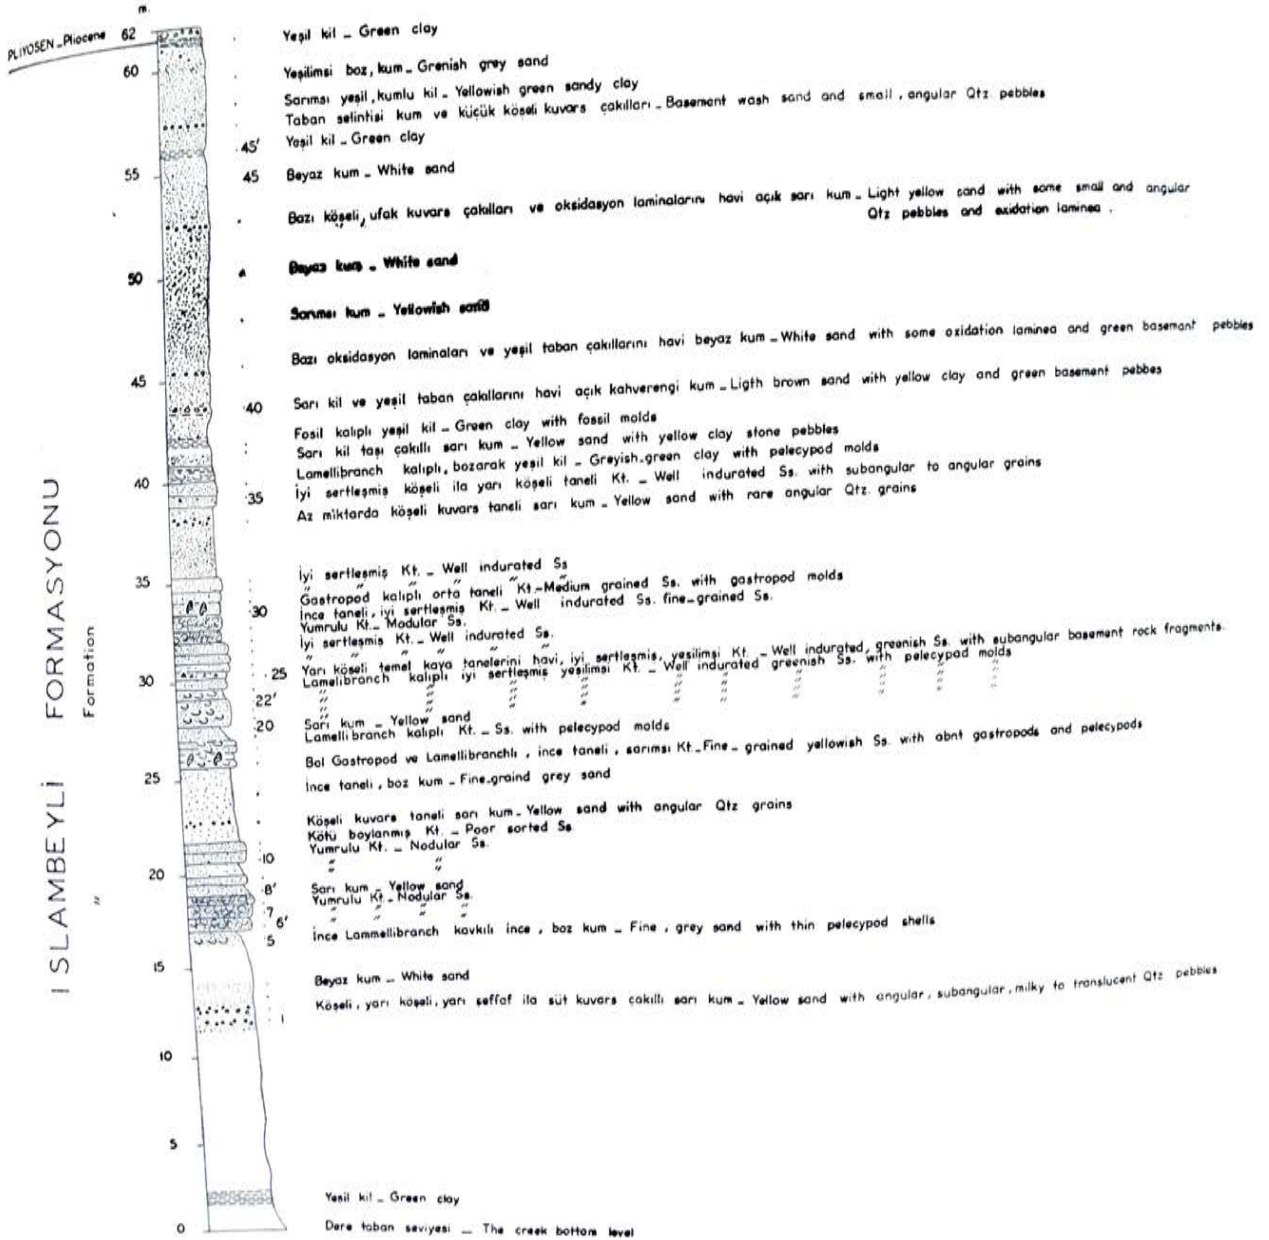 m.
PLİYOSEN - Pliocene 62
Yeşil kil - Green clay
60
Yeşilimsi boz, kum - Grenish grey sand
Sarımsı yeşil, kumlu kil - Yellowish green sandy clay
Taban selintisi kum ve küçük köşeli kuvars çakılları - Basement wash sand and small, angular Qtz. pebbles
45'
Yeşil kil - Green clay
55
45
Beyaz kum - White sand
Bazı köşeli, ufak kuvars çakılları ve oksidasyon laminalarını havi açık sarı kum - Light yellow sand with some small and angular
Qtz pebbles and oxidation laminea.
50
Beyaz kum - White sand
Sarımsı kum - Yellowish sand
Bazı oksidasyon laminaları ve yeşil taban çakıllarını havi beyaz kum - White sand with some oxidation laminea and green basemant pebbles
45
40
Sarı kil ve yeşil taban çakıllarını havi açık kahverengi kum - Ligth brown sand with yellow clay and green basement pebbes
Fosil kalıplı yeşil kil - Green clay with fossil molds
Sarı kil taşı çakıllı sarı kum - Yellow sand with yellow clay stone pebbles
Lamellibranch kalıplı, bozarak yeşil kil - Greyish-green clay with pelecypod molds
40
35
İyi sertleşmiş köşeli ila yarı köşeli taneli Kt. - Well indurated Ss. with subangular to angular grains
Az miktarda köşeli kuvars taneli sarı kum - Yellow sand with rare angular Qtz. grains
35
İyi sertleşmiş Kt. - Well indurated Ss
" " " " " "
Gastropod kalıplı orta taneli Kt.-Medium grained Ss. with gastropod molds
30
İnce taneli, iyi sertleşmiş Kt. - Well indurated Ss. fine-grained Ss.
Yumrulu Kt. - Modular Ss.
İyi sertleşmiş Kt. - Well indurated Ss.
" " " " " "
25
Yarı köşeli temel kaya tanelerini havi, iyi sertleşmiş, yeşilimsi Kt. - Well indurated, greenish Ss. with subangular basement rock fragments.
30
Lamelibranch kalıplı iyi sertleşmiş yeşilimsi Kt. - Well indurated greenish Ss. with pelecypod molds
" " " " " " " " " "
22'
20
Sarı kum - Yellow sand
Lamellibranch kalıplı Kt. - Ss. with pelecypod molds
Bol Gastropod ve Lamellibranchlı, ince taneli, sarımsı Kt.-Fine-grained yellowish Ss. with abnt gastropods and pelecypods
25
İnce taneli, boz kum - Fine-graind grey sand
Köşeli kuvars taneli sarı kum - Yellow sand with angular Qtz grains
Kötü boylanmış Kt. - Poor sorted Ss
Yumrulu Kt. - Nodular Ss.
10
" "
20
8'
Sarı kum - Yellow sand
Yumrulu Kt - Nodular Ss.
7
" " " "
6'
5
İnce Lammellibranch kavkılı ince, boz kum - Fine, grey sand with thin pelecypod shells
15
Beyaz kum - White sand
1
Köşeli, yarı köşeli, yarı şeffaf ila süt kuvars çakıllı sarı kum - Yellow sand with angular, subangular, milky to translucent Qtz pebbles
10
5
Yeşil kil - Green clay
0
Dere taban seviyesi - The creek bottom level
İSLAMBEYLİ FORMASYONU
" Formation